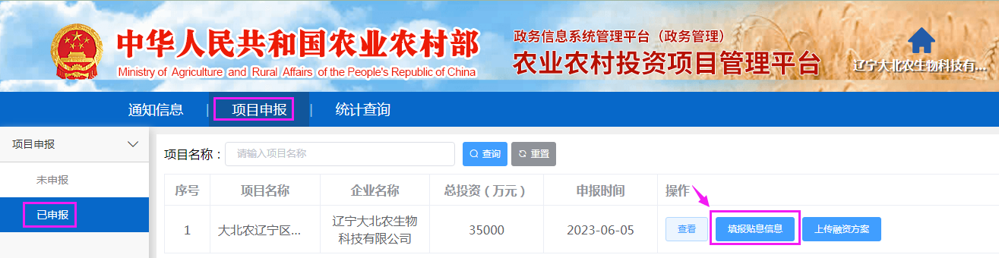 中华人民共和国农业农村部
Ministry of Agriculture and Rural Affairs of the People's Republic of China
政务信息系统管理平台（政务管理）
农业农村投资项目管理平台
辽宁大北农生物科技有...
通知信息 | 项目申报 | 统计查询
项目申报
未申报
已申报
项目名称： 请输入项目名称 查询 重置
序号 项目名称 企业名称 总投资（万元） 申报时间 操作
1 大北农辽宁区... 辽宁大北农生物
科技有限公司 35000 2023-06-05 查看 填报贴息信息 上传融资方案